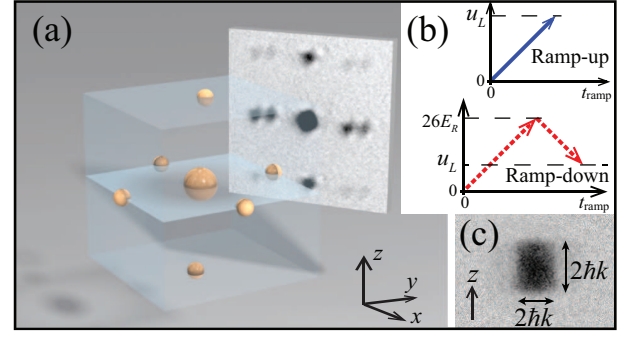 (a)
z
y
x
(b)
u_L
0
0
Ramp-up
t_ramp
26E_R
u_L
0
0
Ramp-down
t_ramp
(c)
z
2ħk
2ħk